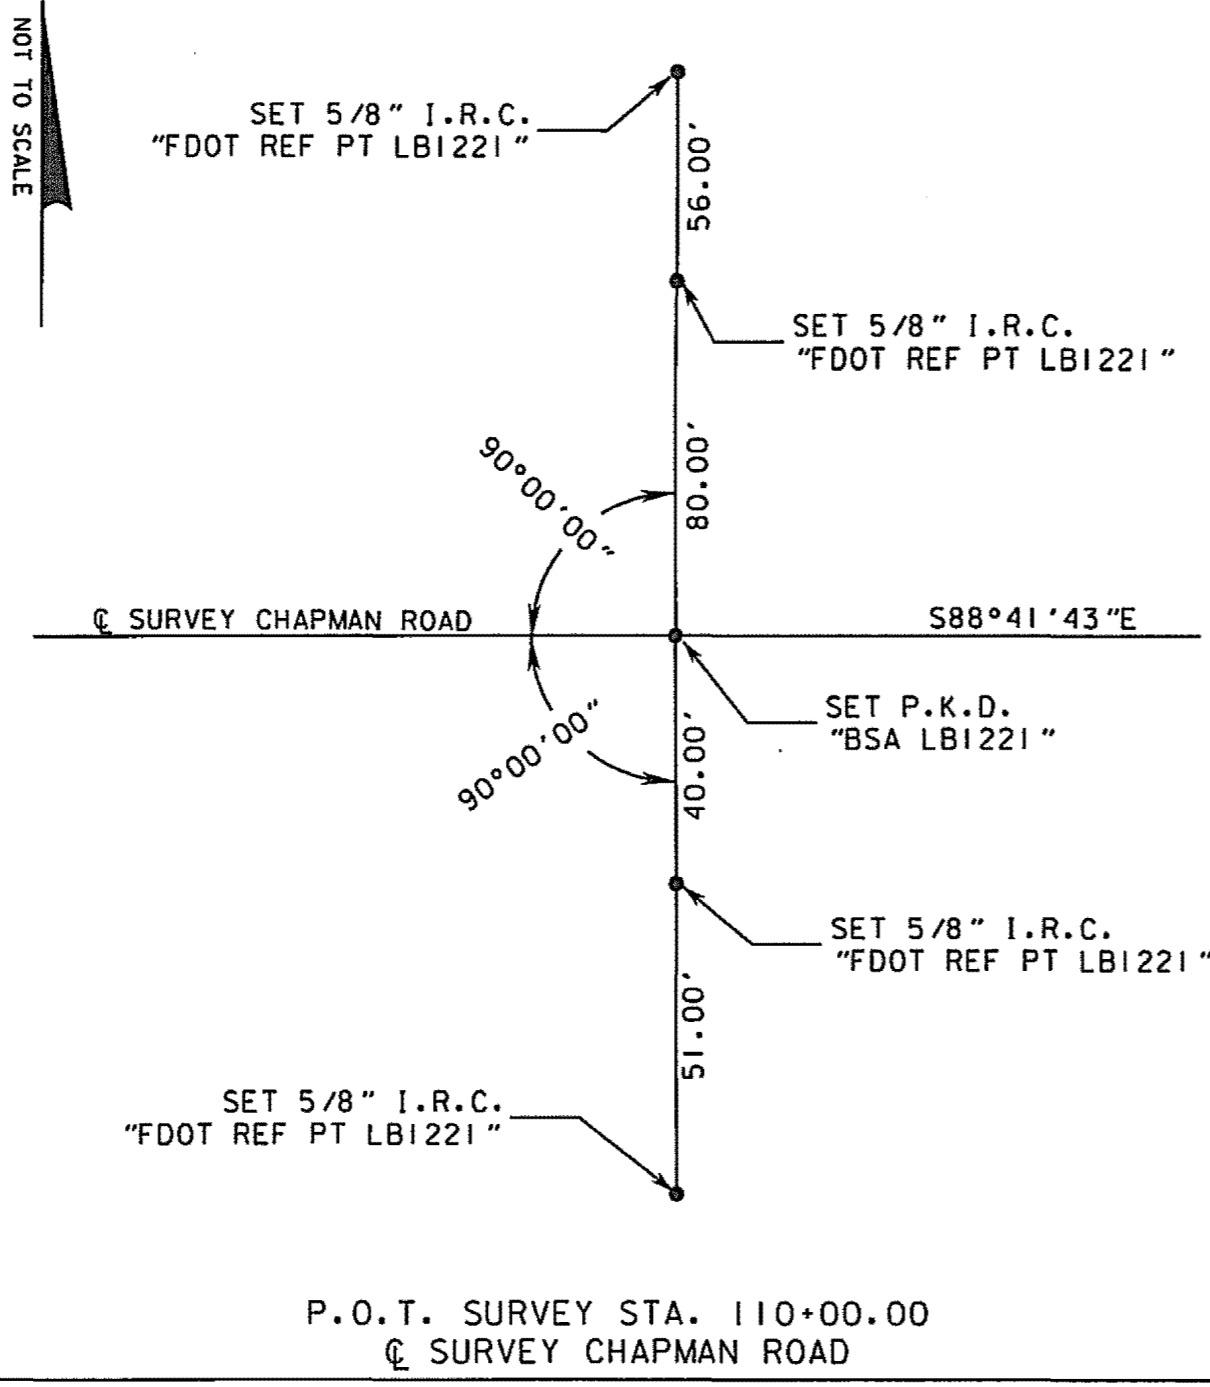 NOT TO SCALE
SET 5/8" I.R.C.
"FDOT REF PT LB1221"
56.00'
SET 5/8" I.R.C.
"FDOT REF PT LB1221"
80.00'
90°00'00"
℄ SURVEY CHAPMAN ROAD
S88°41'43"E
SET P.K.D.
"BSA LB1221"
40.00'
90°00'00"
SET 5/8" I.R.C.
"FDOT REF PT LB1221"
51.00'
SET 5/8" I.R.C.
"FDOT REF PT LB1221"
P.O.T. SURVEY STA. 110+00.00
℄ SURVEY CHAPMAN ROAD